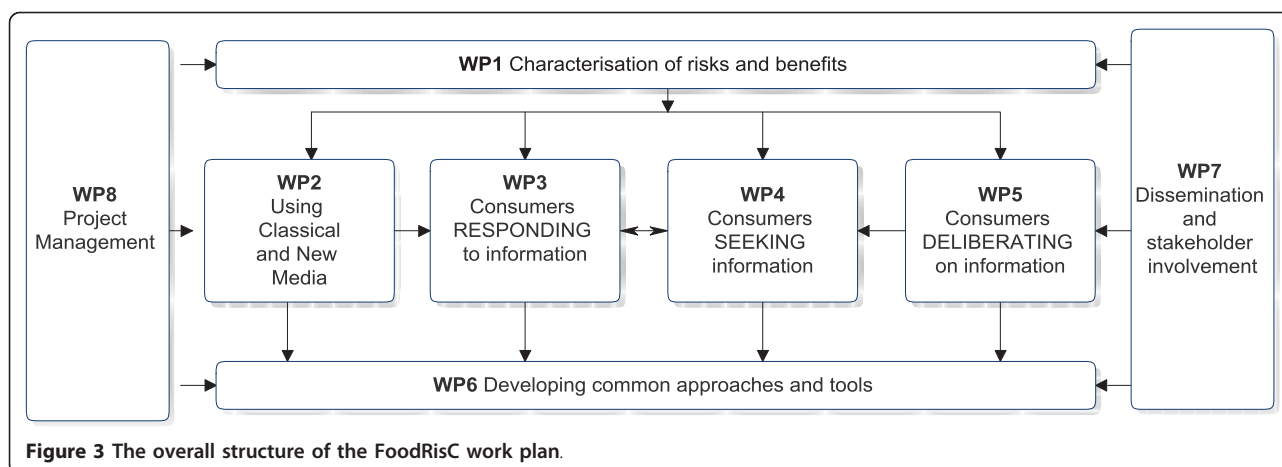 WP1 Characterisation of risks and benefits
WP8
Project
Management
WP2
Using
Classical
and New
Media
WP3
Consumers
RESPONDING
to information
WP4
Consumers
SEEKING
information
WP5
Consumers
DELIBERATING
on information
WP7
Dissemination
and
stakeholder
involvement
WP6 Developing common approaches and tools
Figure 3 The overall structure of the FoodRisC work plan.